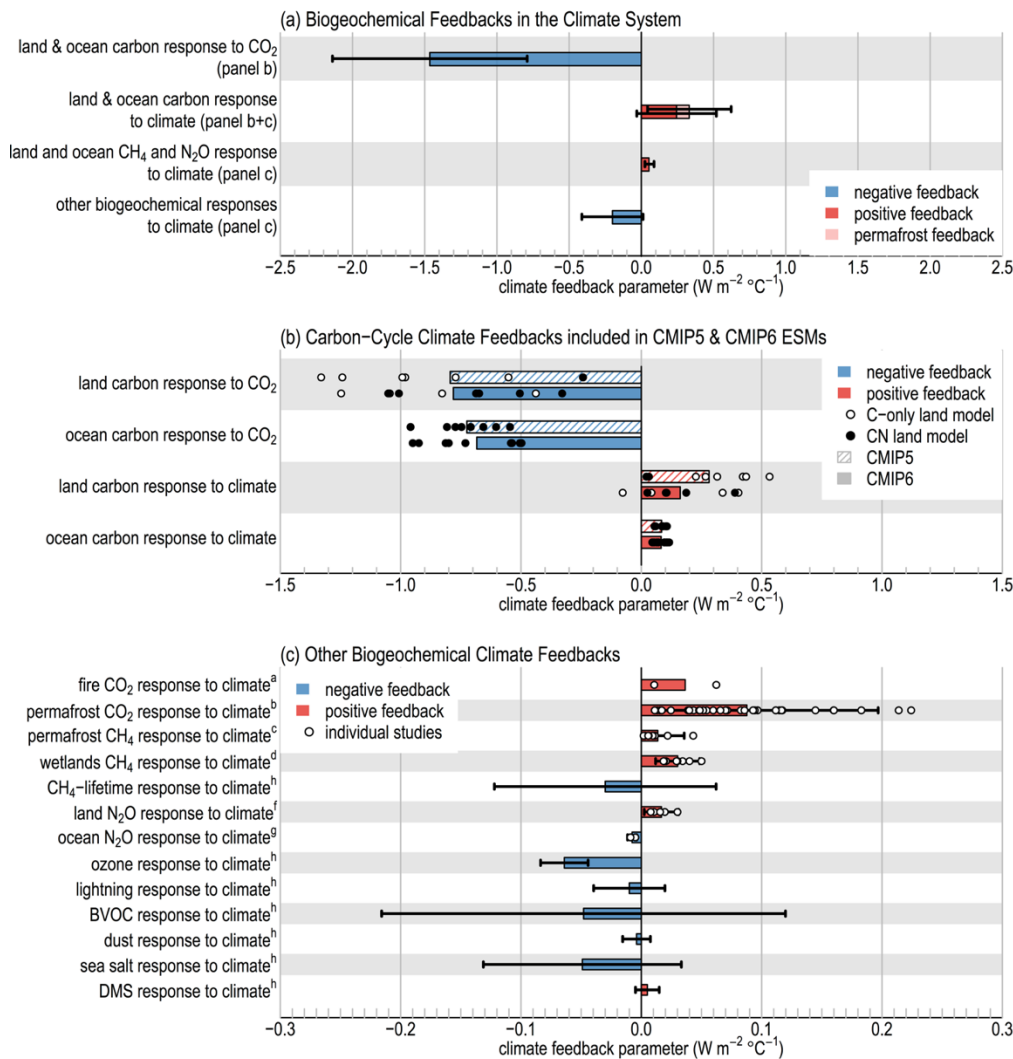 (a) Biogeochemical Feedbacks in the Climate System
land & ocean carbon response to CO₂
(panel b)
land & ocean carbon response
to climate (panel b+c)
land and ocean CH₄ and N₂O response
to climate (panel c)
other biogeochemical responses
to climate (panel c)
negative feedback
positive feedback
permafrost feedback
−2.5 −2.0 −1.5 −1.0 −0.5 0.0 0.5 1.0 1.5 2.0 2.5
climate feedback parameter (W m⁻² °C⁻¹)
(b) Carbon−Cycle Climate Feedbacks included in CMIP5 & CMIP6 ESMs
land carbon response to CO₂
ocean carbon response to CO₂
land carbon response to climate
ocean carbon response to climate
negative feedback
positive feedback
C−only land model
CN land model
CMIP5
CMIP6
−1.5 −1.0 −0.5 0.0 0.5 1.0 1.5
climate feedback parameter (W m⁻² °C⁻¹)
(c) Other Biogeochemical Climate Feedbacks
fire CO₂ response to climateᵃ
permafrost CO₂ response to climateᵇ
permafrost CH₄ response to climateᶜ
wetlands CH₄ response to climateᵈ
CH₄−lifetime response to climateʰ
land N₂O response to climateᶠ
ocean N₂O response to climateᵍ
ozone response to climateʰ
lightning response to climateʰ
BVOC response to climateʰ
dust response to climateʰ
sea salt response to climateʰ
DMS response to climateʰ
negative feedback
positive feedback
individual studies
−0.3 −0.2 −0.1 0.0 0.1 0.2 0.3
climate feedback parameter (W m⁻² °C⁻¹)